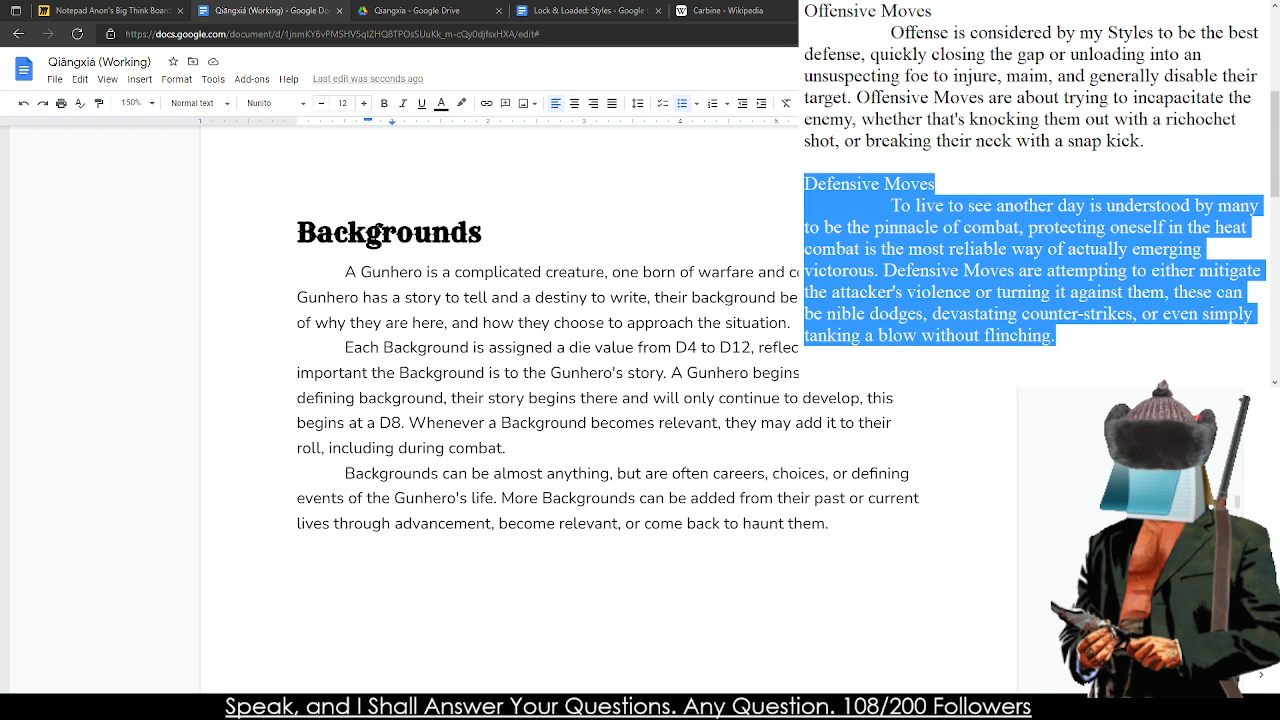 Notepad Anon's Big Think Board
Qiāngxiá (Working) - Google Do
Qiangxia - Google Drive
Lock & Loaded: Styles - Google
Carbine - Wikipedia
Qiāngxiá (Working)
File Edit View Insert Format Tools Add-ons Help Last edit was seconds ago
150% Normal text Nunito 12
Backgrounds
A Gunhero is a complicated creature, one born of warfare and co
Gunhero has a story to tell and a destiny to write, their background be
of why they are here, and how they choose to approach the situation.
Each Background is assigned a die value from D4 to D12, reflec
important the Background is to the Gunhero's story. A Gunhero begins
defining background, their story begins there and will only continue to develop, this
begins at a D8. Whenever a Background becomes relevant, they may add it to their
roll, including during combat.
Backgrounds can be almost anything, but are often careers, choices, or defining
events of the Gunhero's life. More Backgrounds can be added from their past or current
lives through advancement, become relevant, or come back to haunt them.
Offensive Moves
Offense is considered by my Styles to be the best
defense, quickly closing the gap or unloading into an
unsuspecting foe to injure, maim, and generally disable their
target. Offensive Moves are about trying to incapacitate the
enemy, whether that's knocking them out with a richochet
shot, or breaking their neck with a snap kick.
Defensive Moves
To live to see another day is understood by many
to be the pinnacle of combat, protecting oneself in the heat
combat is the most reliable way of actually emerging
victorous. Defensive Moves are attempting to either mitigate
the attacker's violence or turning it against them, these can
be nible dodges, devastating counter-strikes, or even simply
tanking a blow without flinching.
Speak, and I Shall Answer Your Questions. Any Question. 108/200 Followers